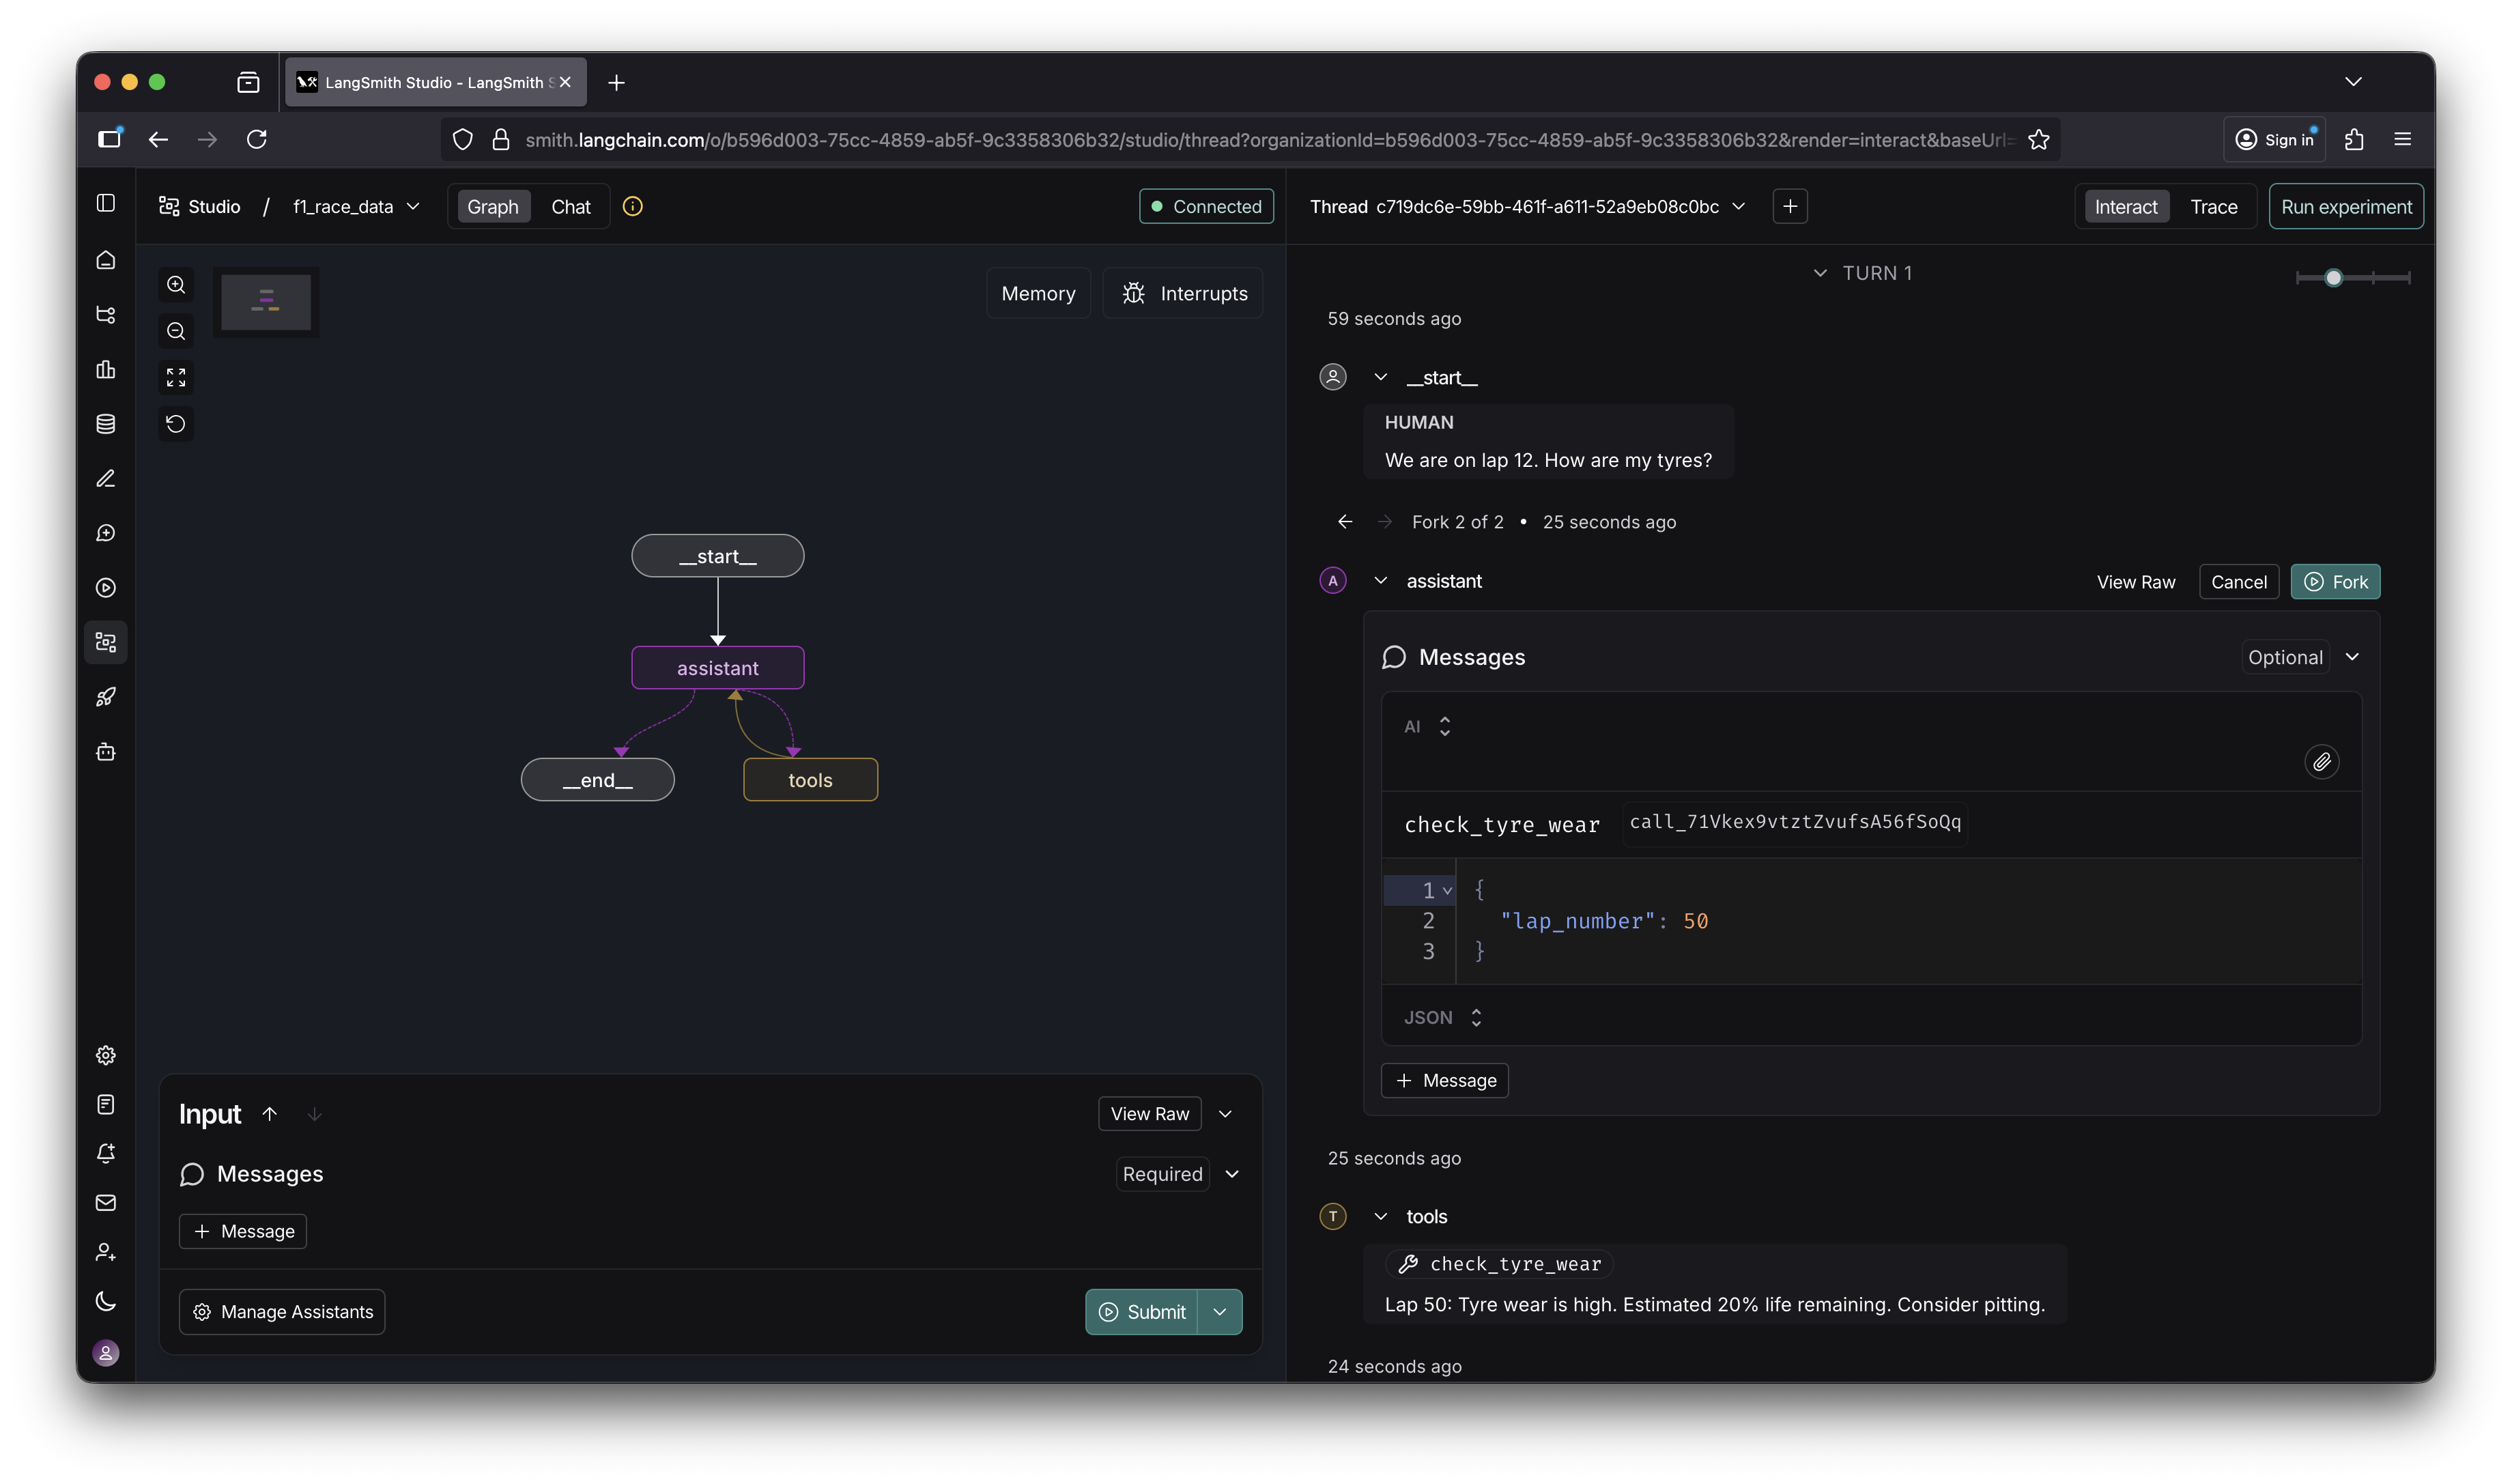 LangSmith Studio - LangSmith S
smith.langchain.com/o/b596d003-75cc-4859-ab5f-9c3358306b32/studio/thread?organizationId=b596d003-75cc-4859-ab5f-9c3358306b32&render=interact&baseUrl=
Sign in
Studio / f1_race_data
Graph Chat
Connected
Memory
Interrupts
__start__
assistant
__end__
tools
Input
View Raw
Messages
Required
+ Message
Manage Assistants
Submit
Thread c719dc6e-59bb-461f-a611-52a9eb08c0bc
Interact Trace
Run experiment
TURN 1
59 seconds ago
__start__
HUMAN
We are on lap 12. How are my tyres?
Fork 2 of 2 • 25 seconds ago
A
assistant
View Raw
Cancel
Fork
Messages
Optional
AI
check_tyre_wear call_71Vkex9vtztZvufsA56fSoQq
1 {
2 "lap_number": 50
3 }
JSON
+ Message
25 seconds ago
T
tools
check_tyre_wear
Lap 50: Tyre wear is high. Estimated 20% life remaining. Consider pitting.
24 seconds ago